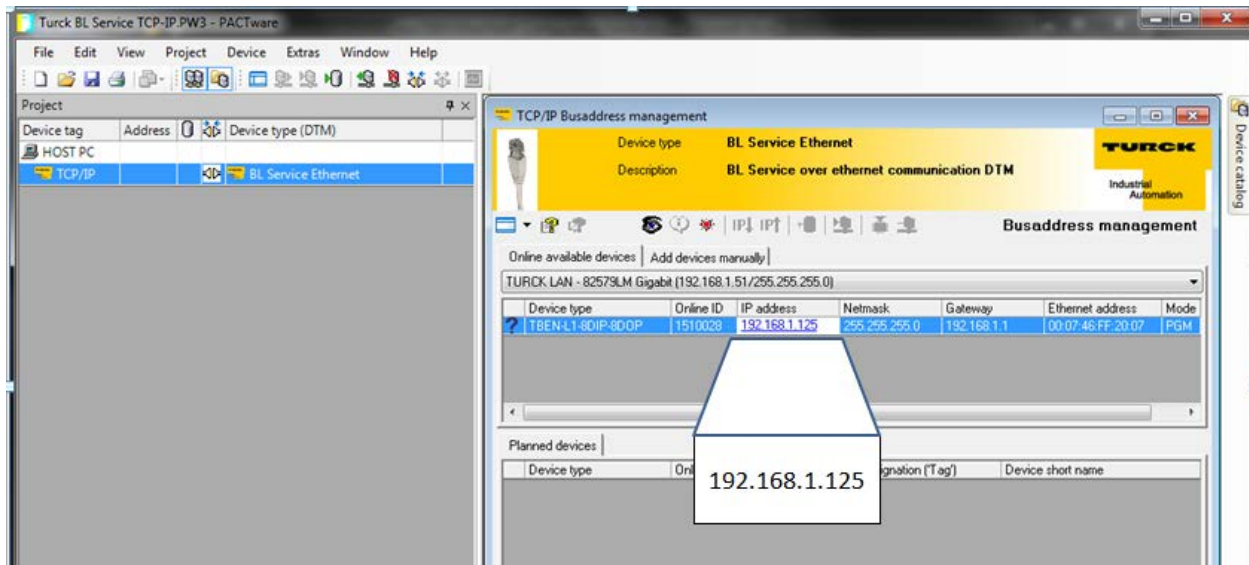 Turck BL Service TCP-IP.PW3 - PACTware
File Edit View Project Device Extras Window Help
Project
Device tag Address Device type (DTM)
HOST PC
TCP/IP BL Service Ethernet
TCP/IP Busaddress management
Device type BL Service Ethernet
Description BL Service over ethernet communication DTM
TURCK
Industrial
Automation
IP IP Busaddress management
Online available devices Add devices manually
TURCK LAN - 82579LM Gigabit (192.168.1.51/255.255.255.0)
Device type Online ID IP address Netmask Gateway Ethernet address Mode
? TBEN-L1-8DIP-8DOP 1510028 192.168.1.125 255.255.255.0 192.168.1.1 00:07:46:FF:20:07 PGM
Planned devices
Device type Onl gnation ('Tag') Device short name
192.168.1.125
Device catalog